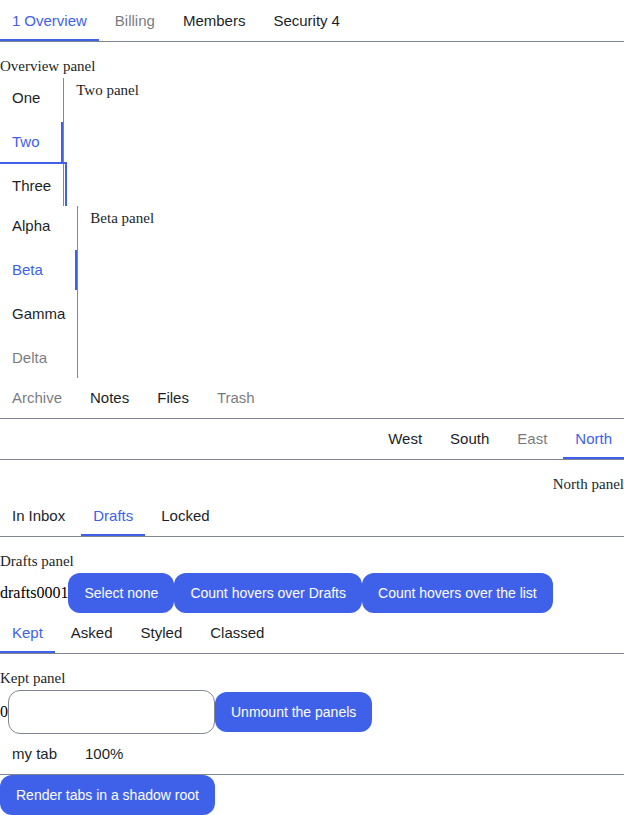 1 Overview Billing Members Security 4
Overview panel
One Two panel
Two
Three
Alpha Beta panel
Beta
Gamma
Delta
Archive Notes Files Trash
West South East North
North panel
In Inbox Drafts Locked
Drafts panel
drafts0001 Select none Count hovers over Drafts Count hovers over the list
Kept Asked Styled Classed
Kept panel
0 Unmount the panels
my tab 100%
Render tabs in a shadow root